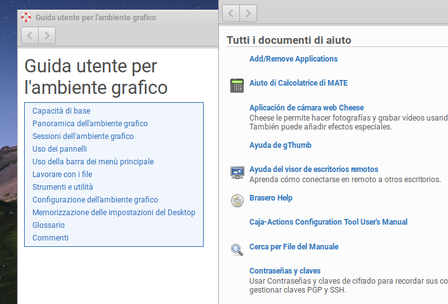 Guida utente per l'ambiente grafico
Guida utente per
l'ambiente grafico
Capacità di base
Panoramica dell'ambiente grafico
Sessioni dell'ambiente grafico
Uso dei pannelli
Uso della barra dei menù principale
Lavorare con i file
Strumenti e utilità
Configurazione dell'ambiente grafico
Memorizzazione delle impostazioni del Desktop
Glossario
Commenti
Tutti i documenti di aiuto
Add/Remove Applications
Aiuto di Calcolatrice di MATE
Aplicación de cámara web Cheese
Cheese le permite hacer fotografías y grabar vídeos usando
También puede añadir efectos especiales.
Ayuda de gThumb
Ayuda del visor de escritorios remotos
Aprenda cómo conectarse en remoto a otros escritorios.
Brasero Help
Caja-Actions Configuration Tool User's Manual
Cerca per File del Manuale
Contraseñas y claves
Usar Contraseñas y claves de cifrado para recordar sus co
gestionar claves PGP y SSH.